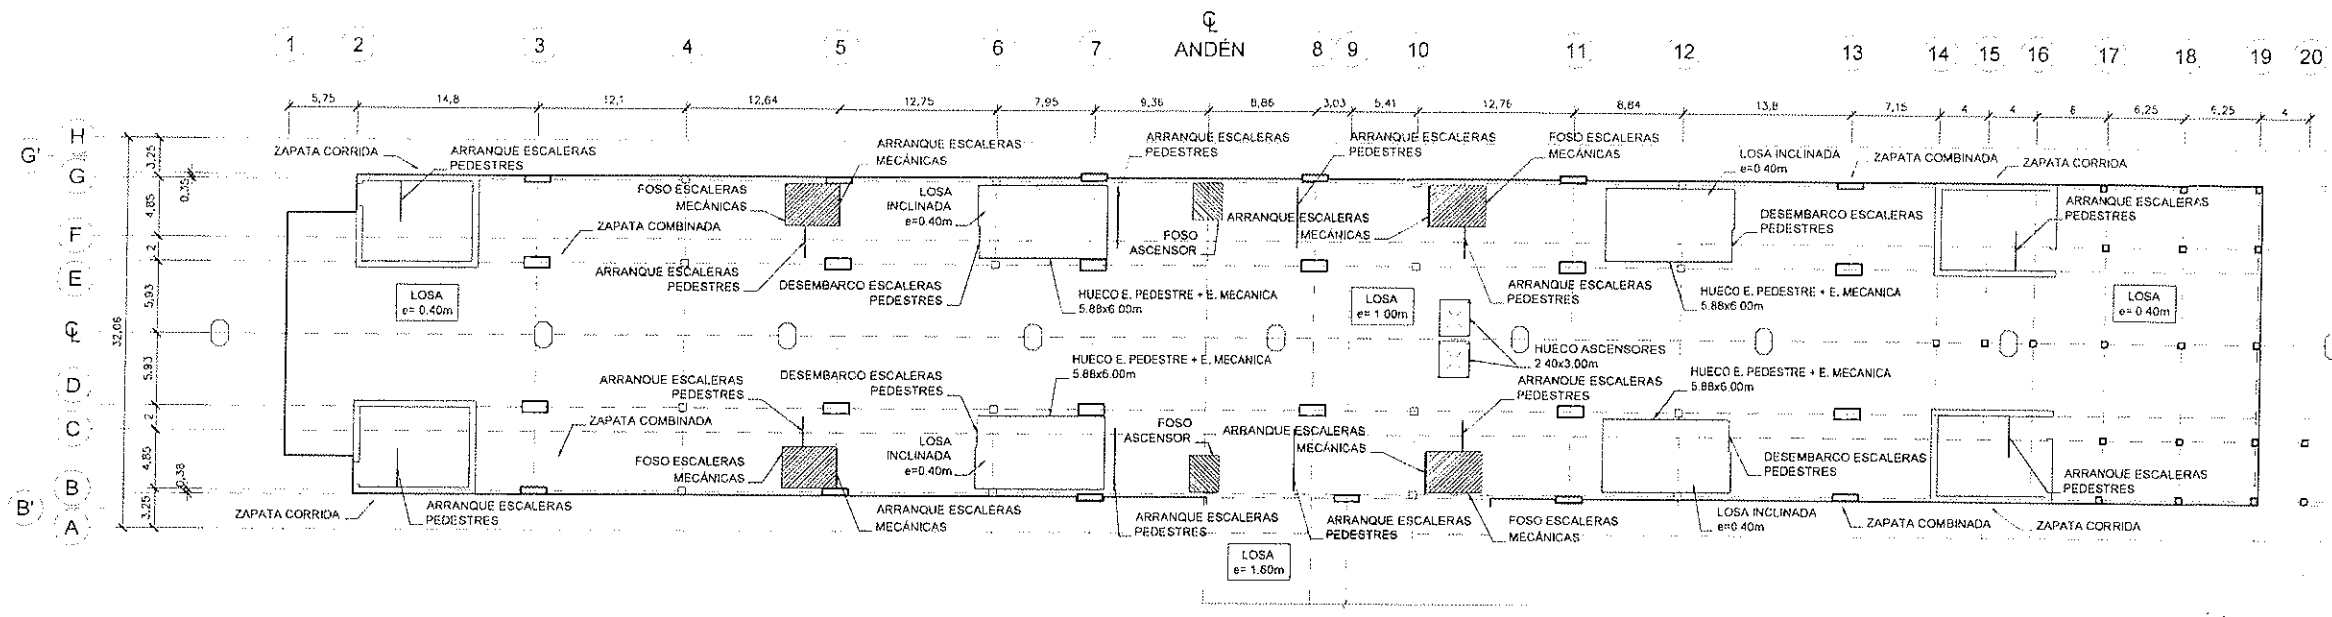 ℄
ANDÉN
1 2 3 4 5 6 7 8 9 10 11 12 13 14 15 16 17 18 19 20
5,75 14,8 12,1 12,64 12,75 7,95 9,36 8,86 3,03 5,41 12,76 8,84 13,8 7,15 4 4 6 6,25 6,25 4
H
G'
G
F
E
℄
D
C
B
B'
A
32,06
3,25
0,38
4,85
2
5,93
5,93
2
4,85
0,38
3,25
ZAPATA CORRIDA
ARRANQUE ESCALERAS
PEDESTRES
ARRANQUE ESCALERAS
MECÁNICAS
ARRANQUE ESCALERAS
PEDESTRES
ARRANQUE ESCALERAS
PEDESTRES
FOSO ESCALERAS
MECÁNICAS
LOSA INCLINADA
e=0.40m
ZAPATA COMBINADA
ZAPATA CORRIDA
FOSO ESCALERAS
MECÁNICAS
LOSA
INCLINADA
e=0.40m
ZAPATA COMBINADA
FOSO
ASCENSOR
ARRANQUE ESCALERAS
MECÁNICAS
DESEMBARCO ESCALERAS
PEDESTRES
ARRANQUE ESCALERAS
PEDESTRES
ARRANQUE ESCALERAS
PEDESTRES
DESEMBARCO ESCALERAS
PEDESTRES
HUECO E. PEDESTRE + E. MECANICA
5.88x6.00m
ARRANQUE ESCALERAS
PEDESTRES
HUECO E. PEDESTRE + E. MECANICA
5.88x6.00m
LOSA
e= 0.40m
LOSA
e= 1.00m
LOSA
e= 0.40m
HUECO ASCENSORES
2.40x3.00m
HUECO E. PEDESTRE + E. MECANICA
5.88x6.00m
ARRANQUE ESCALERAS
PEDESTRES
DESEMBARCO ESCALERAS
PEDESTRES
ARRANQUE ESCALERAS
PEDESTRES
HUECO E. PEDESTRE + E. MECANICA
5.88x6.00m
ZAPATA COMBINADA
FOSO
ASCENSOR
ARRANQUE ESCALERAS
MECÁNICAS
FOSO ESCALERAS
MECÁNICAS
LOSA
INCLINADA
e=0.40m
DESEMBARCO ESCALERAS
PEDESTRES
ARRANQUE ESCALERAS
PEDESTRES
ZAPATA CORRIDA
ARRANQUE ESCALERAS
PEDESTRES
ARRANQUE ESCALERAS
MECÁNICAS
ARRANQUE ESCALERAS
PEDESTRES
ARRANQUE ESCALERAS
PEDESTRES
FOSO ESCALERAS
MECÁNICAS
LOSA INCLINADA
e=0.40m
ZAPATA COMBINADA
ZAPATA CORRIDA
LOSA
e= 1.50m